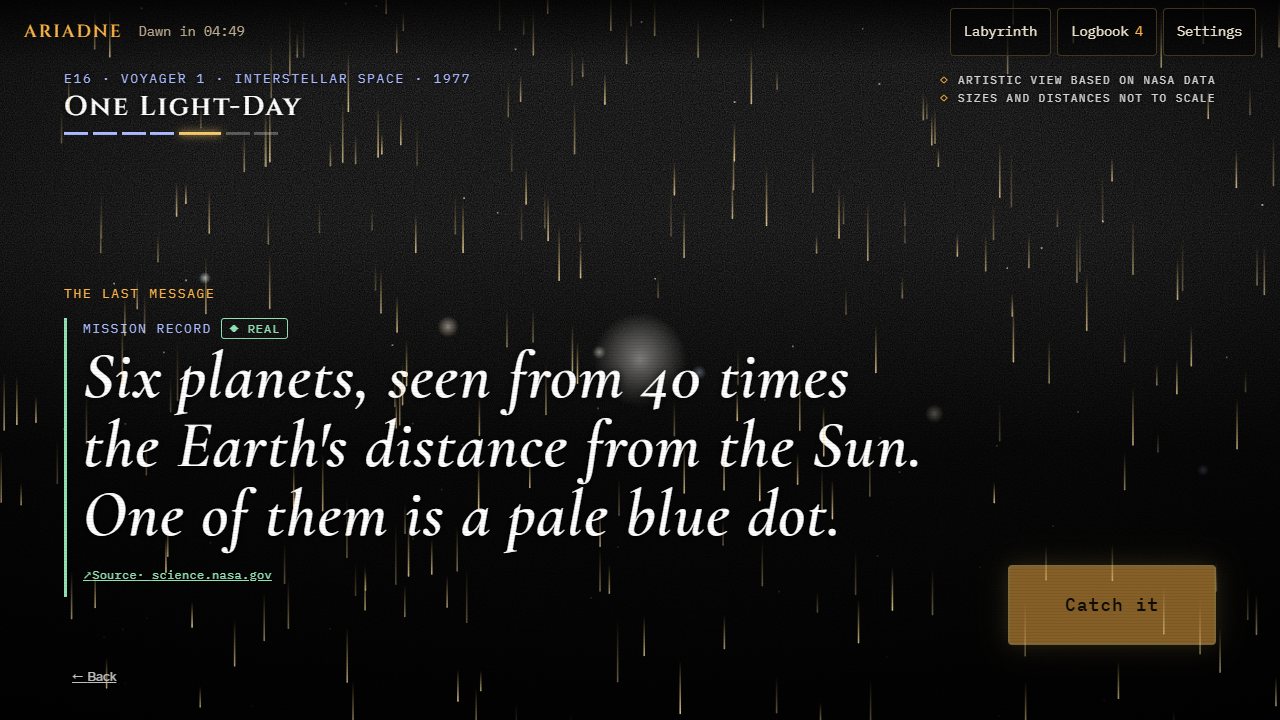 ARIADNE Dawn in 04:49 Labyrinth Logbook 4 Settings
E16 · VOYAGER 1 · INTERSTELLAR SPACE · 1977
One Light-Day
◇ ARTISTIC VIEW BASED ON NASA DATA
◇ SIZES AND DISTANCES NOT TO SCALE
THE LAST MESSAGE
MISSION RECORD ◆ REAL
Six planets, seen from 40 times
the Earth's distance from the Sun.
One of them is a pale blue dot.
↗Source· science.nasa.gov
Catch it
← Back